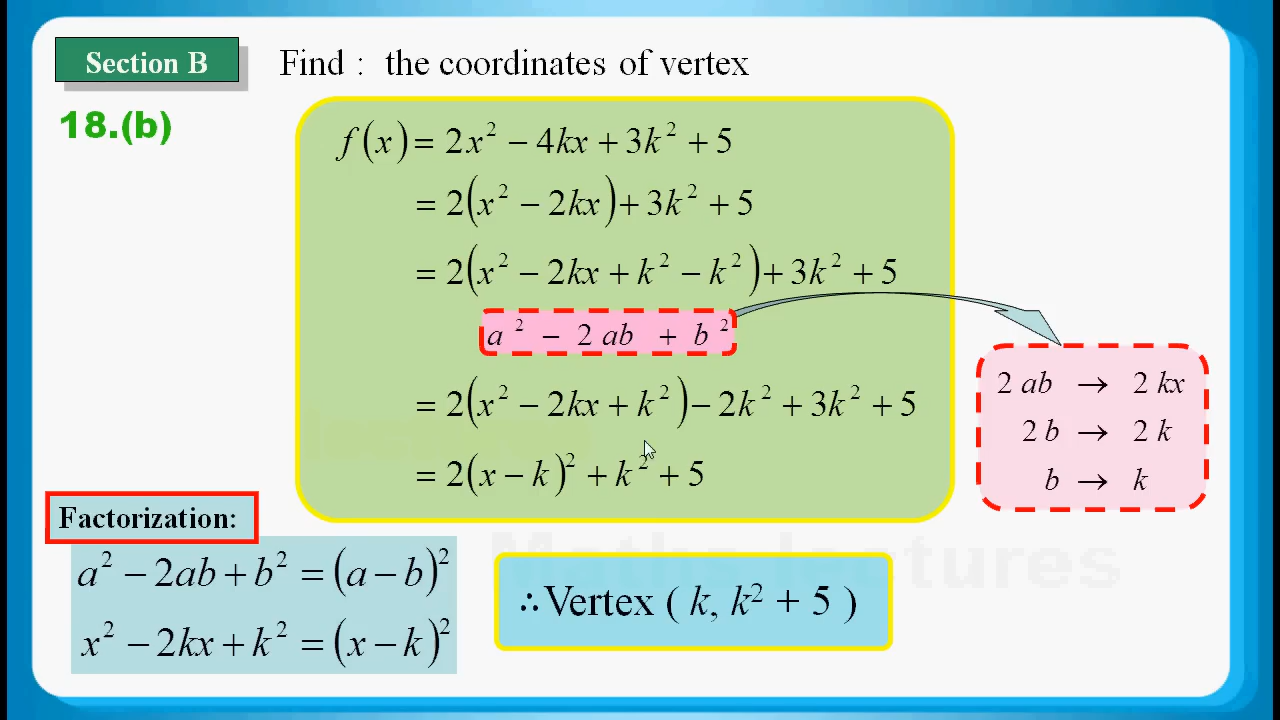 Section B
Find : the coordinates of vertex
18.(b)
f(x) = 2x² − 4kx + 3k² + 5
= 2(x² − 2kx) + 3k² + 5
= 2(x² − 2kx + k² − k²) + 3k² + 5
a² − 2ab + b²
= 2(x² − 2kx + k²) − 2k² + 3k² + 5
= 2(x − k)² + k² + 5
2ab → 2kx
2b → 2k
b → k
Factorization:
a² − 2ab + b² = (a − b)²
x² − 2kx + k² = (x − k)²
Maths lectures
∴ Vertex ( k, k² + 5 )